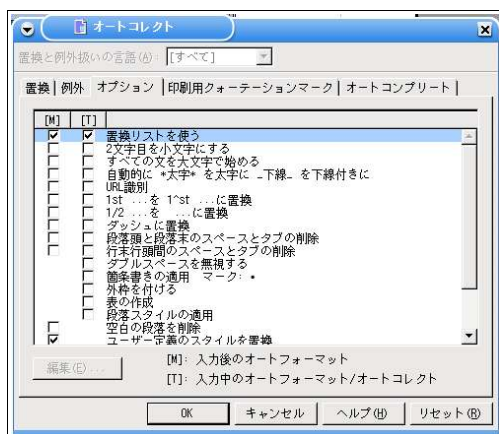 オートコレクト
置換と例外扱いの言語(A): [すべて]
置換 例外 オプション 印刷用クォーテーションマーク オートコンプリート
[M] [T]
置換リストを使う
2文字目を小文字にする
すべての文を大文字で始める
自動的に *太字* を太字に _下線_ を下線付きに
URL識別
1st ...を 1^st ...に置換
1/2 ...を ...に置換
ダッシュに置換
段落頭と段落末のスペースとタブの削除
行末行頭間のスペースとタブの削除
ダブルスペースを無視する
箇条書きの適用 マーク: •
外枠を付ける
表の作成
段落スタイルの適用
空白の段落を削除
ユーザー定義のスタイルを置換
編集(E)...
[M]: 入力後のオートフォーマット
[T]: 入力中のオートフォーマット/オートコレクト
OK キャンセル ヘルプ(H) リセット(R)